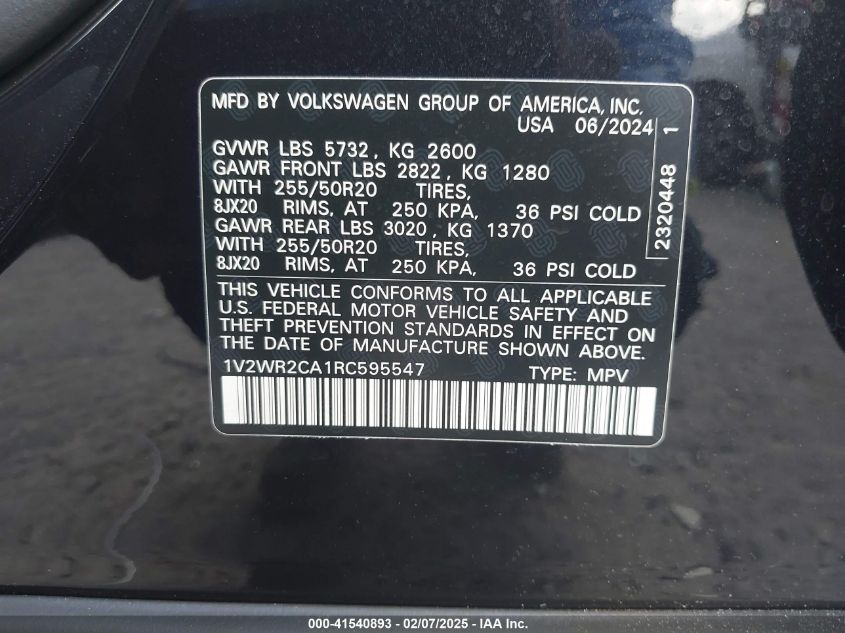 MFD BY VOLKSWAGEN GROUP OF AMERICA, INC.
USA 06/2024
GVWR LBS 5732, KG 2600
GAWR FRONT LBS 2822, KG 1280
WITH 255/50R20 TIRES,
8JX20 RIMS, AT 250 KPA, 36 PSI COLD
GAWR REAR LBS 3020, KG 1370
WITH 255/50R20 TIRES,
8JX20 RIMS, AT 250 KPA, 36 PSI COLD
2320448 1
THIS VEHICLE CONFORMS TO ALL APPLICABLE
U.S. FEDERAL MOTOR VEHICLE SAFETY AND
THEFT PREVENTION STANDARDS IN EFFECT ON
THE DATE OF MANUFACTURE SHOWN ABOVE.
1V2WR2CA1RC595547 TYPE: MPV
000-41540893 - 02/07/2025 - IAA Inc.